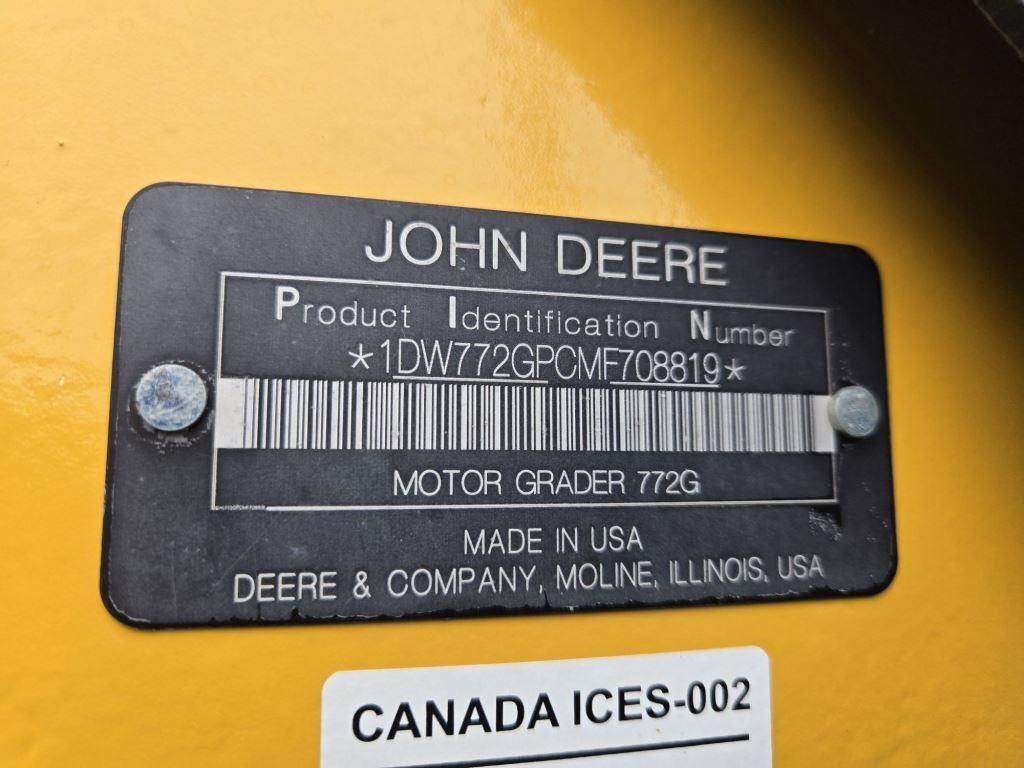 JOHN DEERE
Product Identification Number
*1DW772GPCMF708819*
MOTOR GRADER 772G
MADE IN USA
DEERE & COMPANY, MOLINE, ILLINOIS, USA
CANADA ICES-002